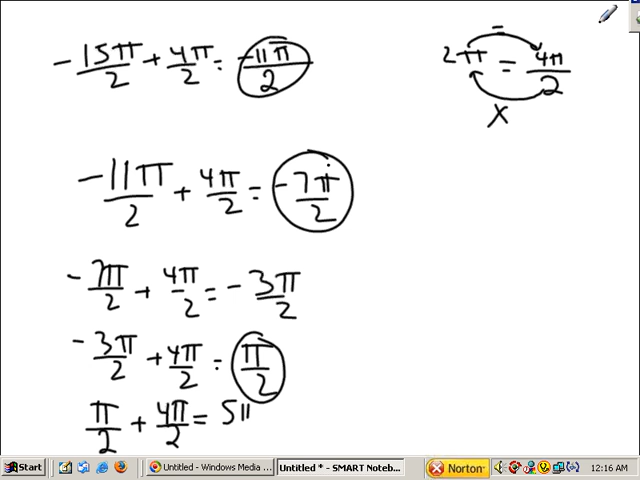 -15π/2 + 4π/2 = -11π/2
2π = 4π/2
=
x
-11π/2 + 4π/2 = -7π/2
-7π/2 + 4π/2 = -3π/2
-3π/2 + 4π/2 = π/2
π/2 + 4π/2 = 5π
Start
Untitled - Windows Media ...
Untitled * - SMART Noteb...
Norton
12:16 AM